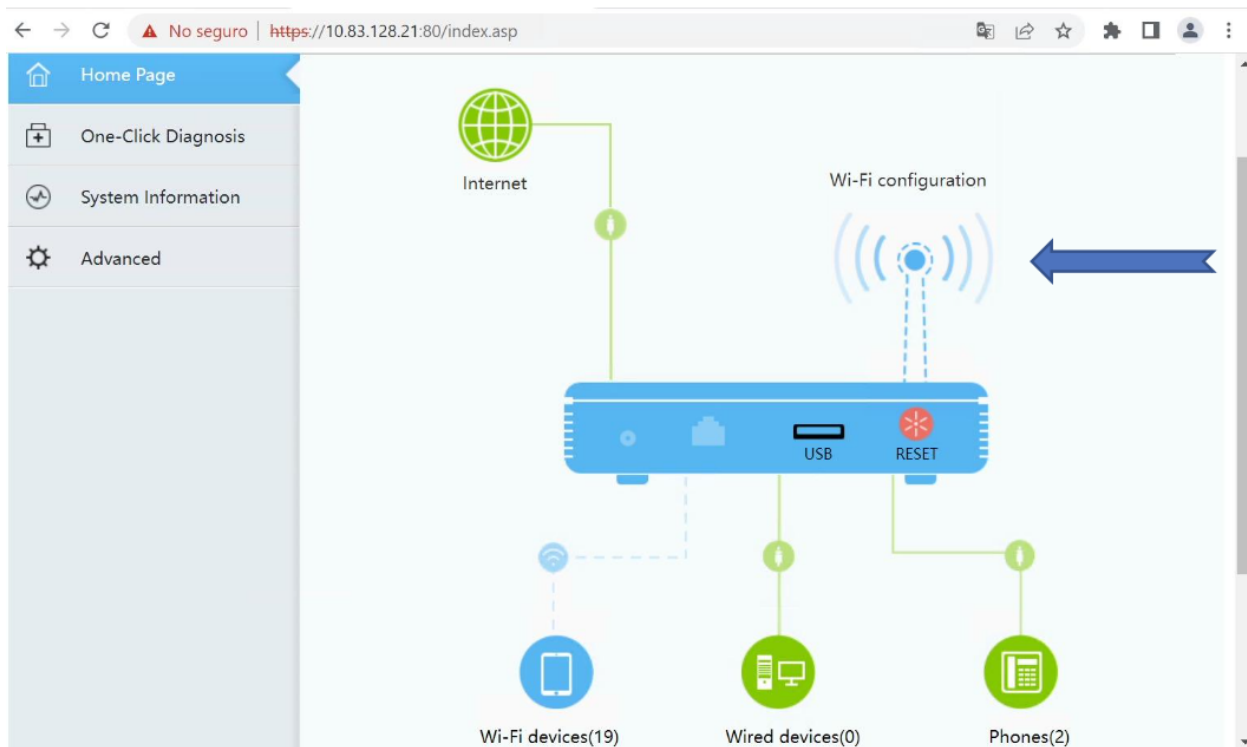 No seguro | https://10.83.128.21:80/index.asp
Home Page
One-Click Diagnosis
System Information
Advanced
Internet
Wi-Fi configuration
USB
RESET
Wi-Fi devices(19)
Wired devices(0)
Phones(2)